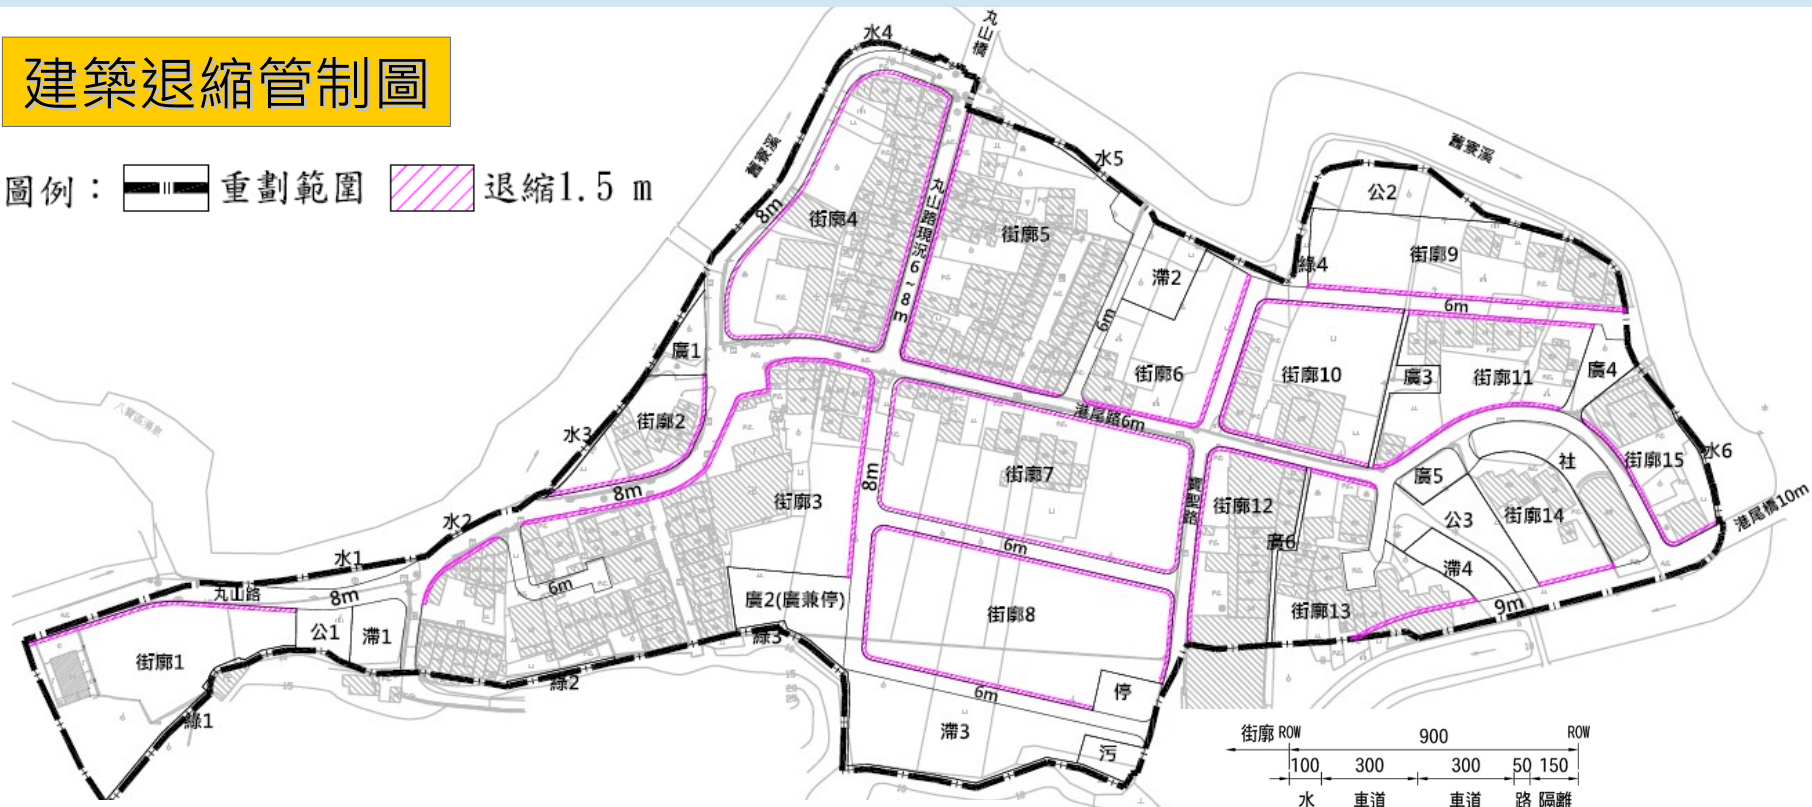 建築退縮管制圖
圖例：
重劃範圍
退縮1.5 m
水4
丸山橋
舊寮溪
8m
街廓4
丸山路現況6~8m
街廓5
水5
舊寮溪
公2
綠4
街廓9
6m
滯2
6m
街廓6
街廓10
廣3
街廓11
廣4
廣1
街廓2
水3
8m
港尾路6m
街廓7
8m
街廓3
寶聖路
街廓12
廣6
廣5
社
街廓15
水6
港尾橋10m
公3
街廓14
滯4
水2
水1
丸山路
8m
6m
6m
廣2(廣兼停)
街廓8
街廓13
9m
公1
滯1
街廓1
綠1
綠2
綠3
6m
停
滯3
污
街廓 ROW
900
ROW
100
300
300
50
150
水
車道
車道
路
隔離